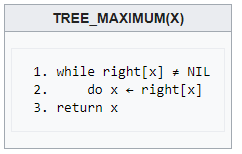 TREE_MAXIMUM(X)
1. while right[x] ≠ NIL
2.     do x ← right[x]
3. return x